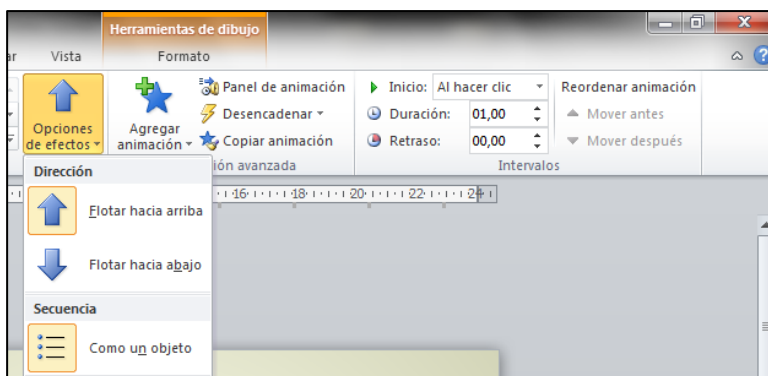 Herramientas de dibujo
ar Vista Formato
Opciones de efectos
Agregar animación
Panel de animación
Desencadenar
Copiar animación
ión avanzada
Inicio: Al hacer clic
Duración: 01,00
Retraso: 00,00
Intervalos
Reordenar animación
Mover antes
Mover después
16 18 20 22 24
Dirección
Flotar hacia arriba
Flotar hacia abajo
Secuencia
Como un objeto